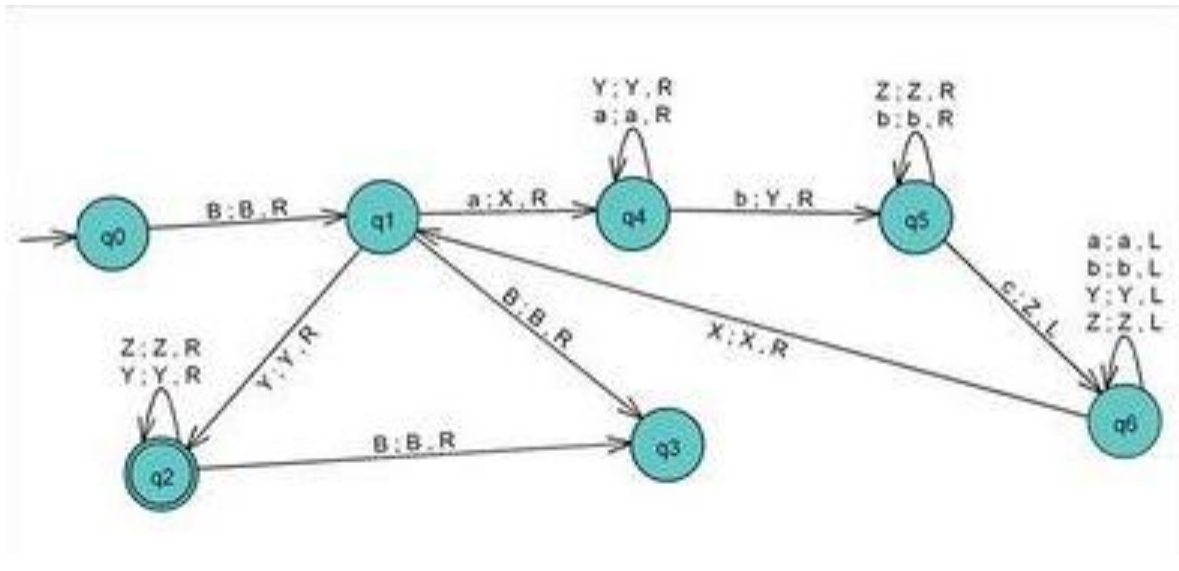 Y ; Y , R
a ; a , R
Z ; Z , R
b ; b , R
q0
B ; B , R
q1
a ; X , R
q4
b ; Y , R
q5
a ; a , L
b ; b , L
Y ; Y , L
Z ; Z , L
c ; Z , L
B ; B , R
X ; X , R
Y ; Y , R
Z ; Z , R
Y ; Y , R
q6
q2
B ; B , R
q3